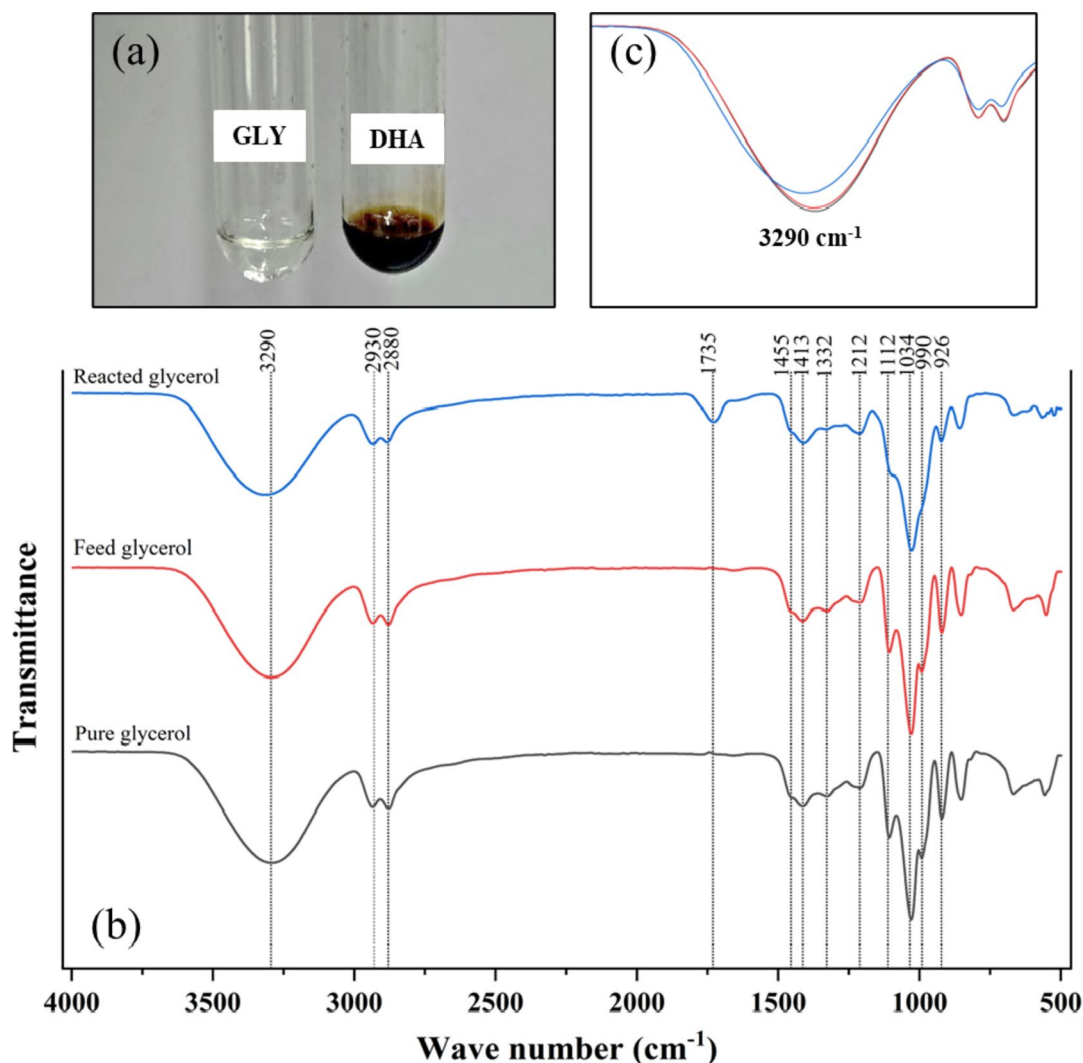 (a)
GLY
DHA
(c)
3290 cm⁻¹
3290
2930
2880
1735
1455
1413
1332
1212
1112
1034
990
926
Reacted glycerol
Feed glycerol
Pure glycerol
Transmittance
(b)
4000 3500 3000 2500 2000 1500 1000 500
Wave number (cm⁻¹)